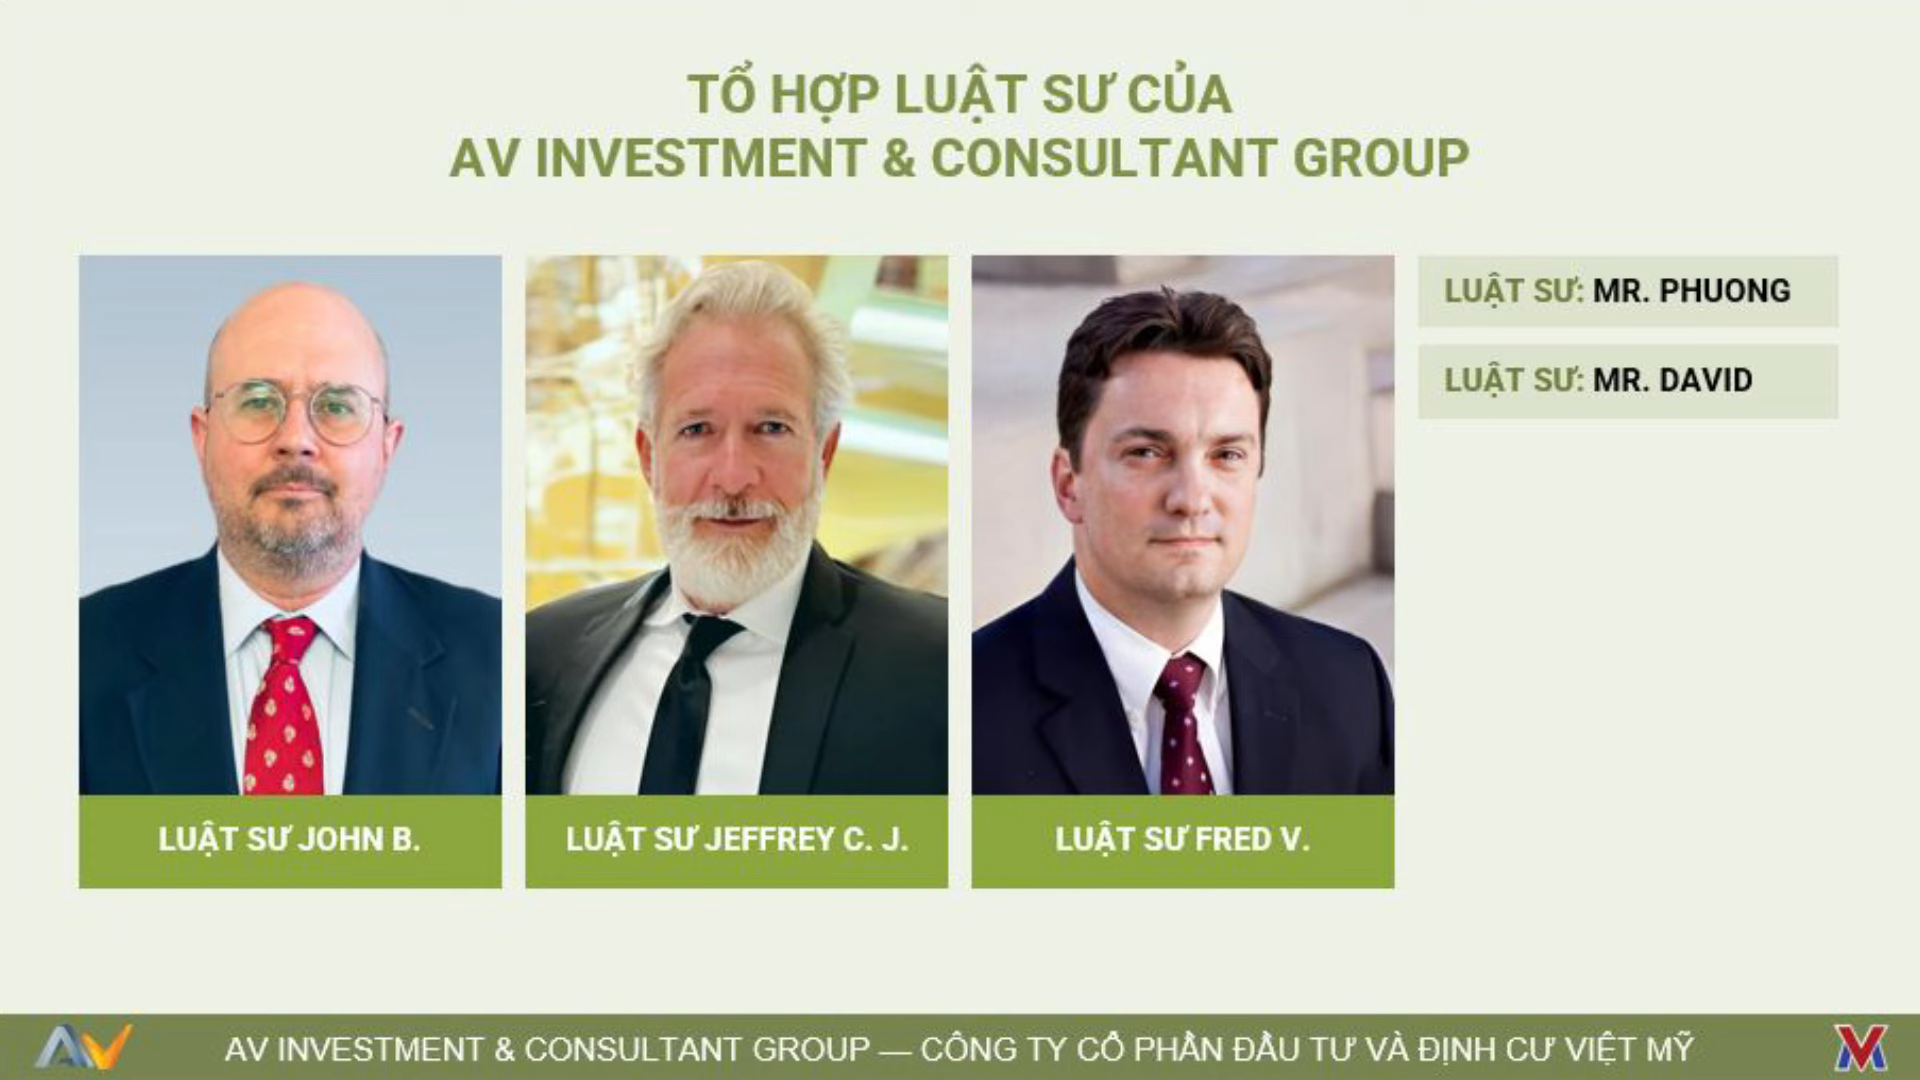 TỔ HỢP LUẬT SƯ CỦA
AV INVESTMENT & CONSULTANT GROUP
LUẬT SƯ: MR. PHUONG
LUẬT SƯ: MR. DAVID
LUẬT SƯ JOHN B.
LUẬT SƯ JEFFREY C. J.
LUẬT SƯ FRED V.
AV
AV INVESTMENT & CONSULTANT GROUP — CÔNG TY CỔ PHẦN ĐẦU TƯ VÀ ĐỊNH CƯ VIỆT MỸ